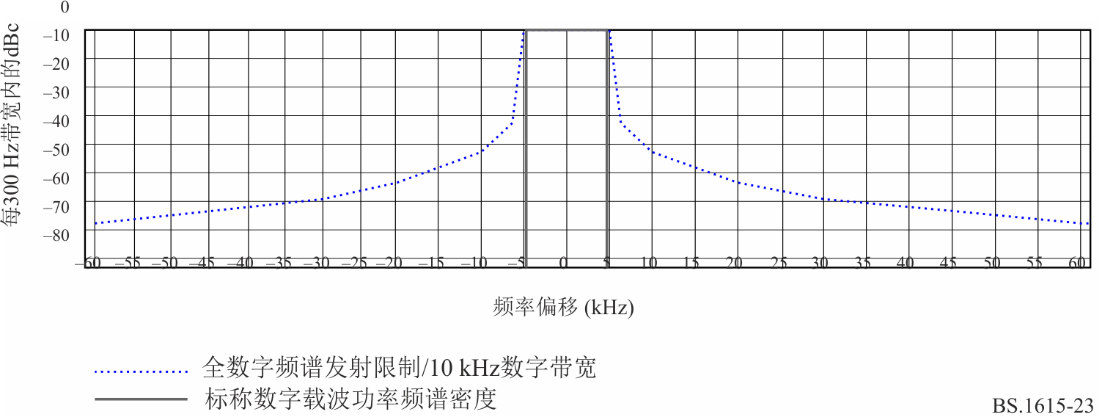 0
–10
–20
–30
–40
–50
–60
–70
–80
每300 Hz带宽内的dBc
–60 –55 –50 –45 –40 –35 –30 –25 –20 –15 –10 –5 0 5 10 15 20 25 30 35 40 45 50 55 60
频率偏移 (kHz)
全数字频谱发射限制/10 kHz数字带宽
标称数字载波功率频谱密度
BS.1615-23